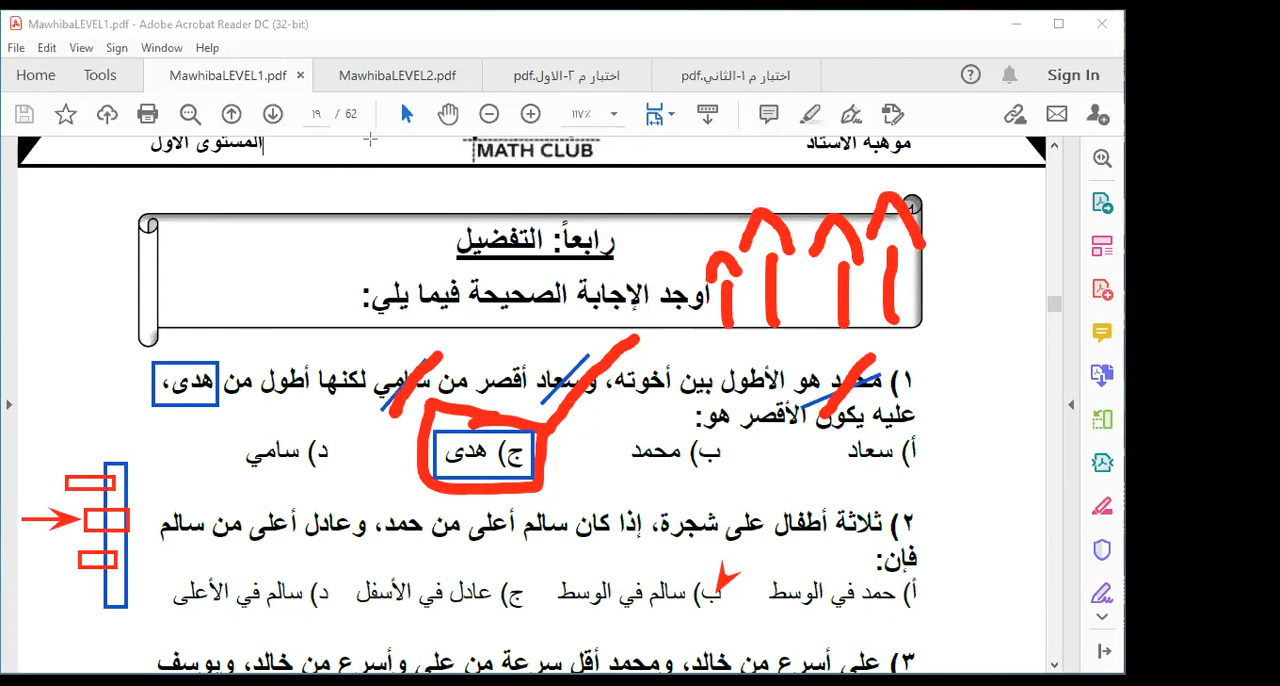 MawhibaLEVEL1.pdf - Adobe Acrobat Reader DC (32-bit)
File Edit View Window Help
Home Tools MawhibaLEVEL1.pdf × MawhibaLEVEL2.pdf اختبار م ٢-الاول.pdf اختبار م ١-الثاني.pdf Sign In
١٩ / 62 ١١٧٪
موهبة الاستاذ MATH CLUB المستوى الأول
رابعاً: التفضيل
أوجد الإجابة الصحيحة فيما يلي:
١) محمد هو الأطول بين أخوته، وسعاد أقصر من سامي لكنها أطول من هدى،
عليه يكون الأقصر هو:
أ) سعاد ب) محمد ج) هدى د) سامي
٢) ثلاثة أطفال على شجرة، إذا كان سالم أعلى من حمد، وعادل أعلى من سالم
فإن:
أ) حمد في الوسط ب) سالم في الوسط ج) عادل في الأسفل د) سالم في الأعلى
٣) علي أسرع من خالد، ومحمد أقل سرعة من علي وأسرع من خالد، ويوسف